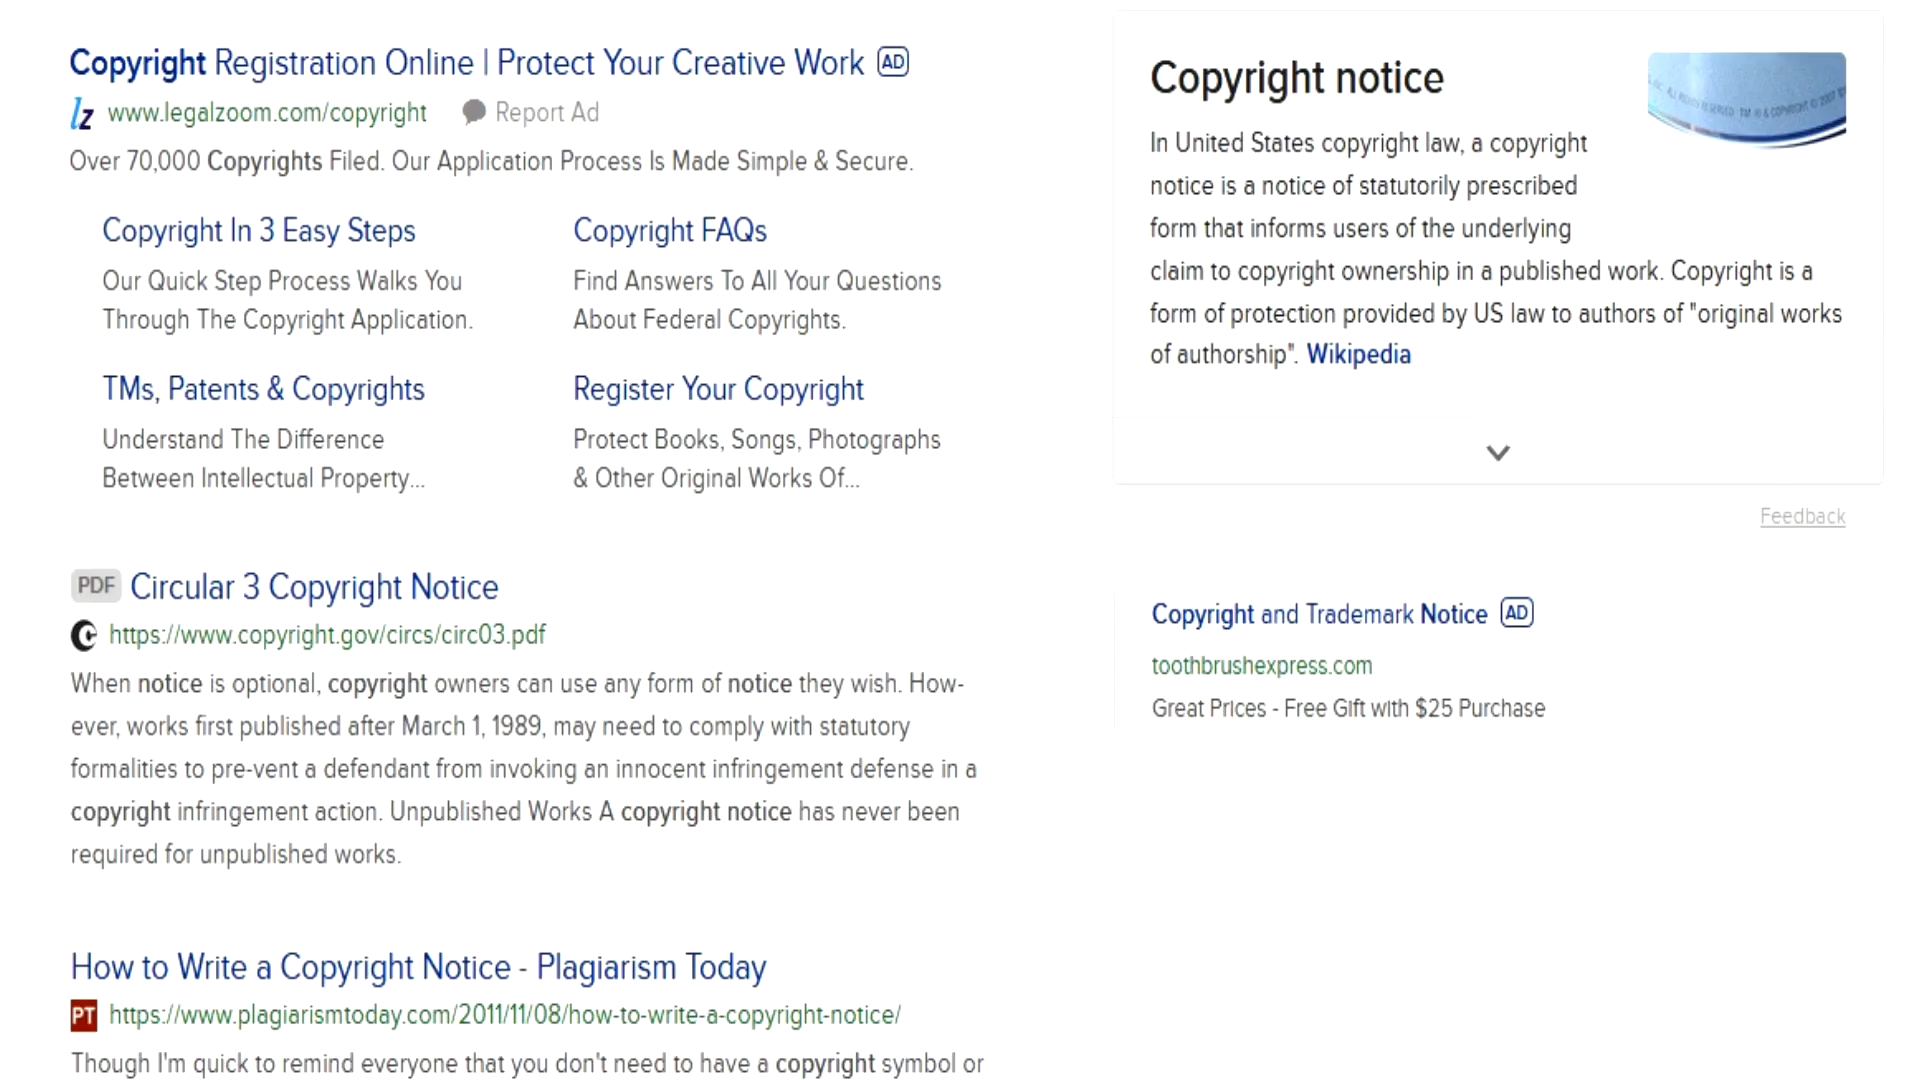 Copyright Registration Online | Protect Your Creative Work AD
lz www.legalzoom.com/copyright Report Ad
Over 70,000 Copyrights Filed. Our Application Process Is Made Simple & Secure.
Copyright In 3 Easy Steps
Our Quick Step Process Walks You
Through The Copyright Application.
Copyright FAQs
Find Answers To All Your Questions
About Federal Copyrights.
TMs, Patents & Copyrights
Understand The Difference
Between Intellectual Property...
Register Your Copyright
Protect Books, Songs, Photographs
& Other Original Works Of...
PDF Circular 3 Copyright Notice
https://www.copyright.gov/circs/circ03.pdf
When notice is optional, copyright owners can use any form of notice they wish. How-
ever, works first published after March 1, 1989, may need to comply with statutory
formalities to pre-vent a defendant from invoking an innocent infringement defense in a
copyright infringement action. Unpublished Works A copyright notice has never been
required for unpublished works.
How to Write a Copyright Notice - Plagiarism Today
PT https://www.plagiarismtoday.com/2011/11/08/how-to-write-a-copyright-notice/
Though I'm quick to remind everyone that you don't need to have a copyright symbol or
Copyright notice
In United States copyright law, a copyright
notice is a notice of statutorily prescribed
form that informs users of the underlying
claim to copyright ownership in a published work. Copyright is a
form of protection provided by US law to authors of "original works
of authorship". Wikipedia
ALL RIGHTS RESERVED. TM ® & COPYRIGHT © 2007
Feedback
Copyright and Trademark Notice AD
toothbrushexpress.com
Great Prices - Free Gift with $25 Purchase